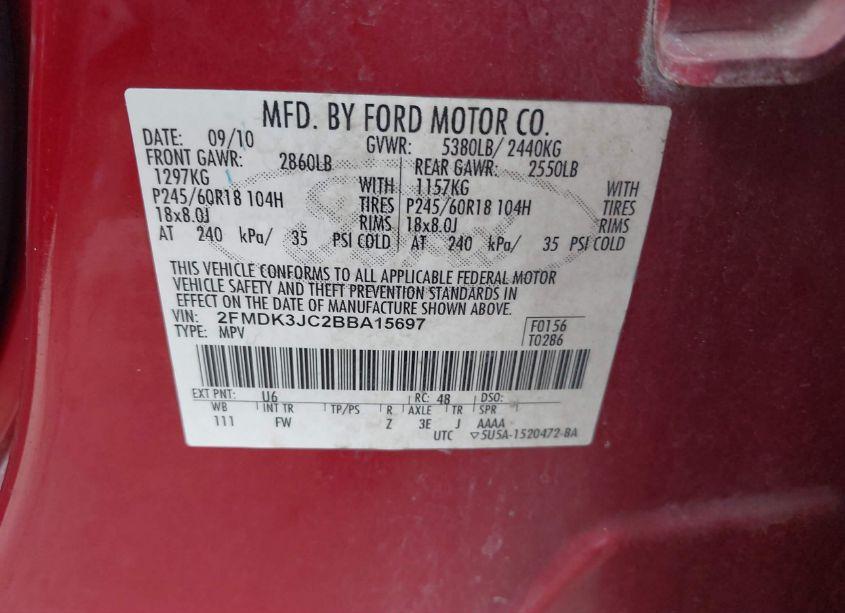 MFD. BY FORD MOTOR CO.
DATE: 09/10 GVWR: 5380LB/ 2440KG
FRONT GAWR: 2860LB REAR GAWR: 2550LB
1297KG WITH 1157KG WITH
P245/60R18 104H TIRES P245/60R18 104H TIRES
18x8.0J RIMS 18x8.0J RIMS
AT 240 kPa/ 35 PSI COLD AT 240 kPa/ 35 PSI COLD
THIS VEHICLE CONFORMS TO ALL APPLICABLE FEDERAL MOTOR
VEHICLE SAFETY AND THEFT PREVENTION STANDARDS IN
EFFECT ON THE DATE OF MANUFACTURE SHOWN ABOVE.
VIN: 2FMDK3JC2BBA15697 F0156
TYPE: MPV T0286
EXT PNT: U6 RC: 48 DSO:
WB INT TR TP/PS R AXLE TR SPR
111 FW Z 3E J AAAA
UTC ▽5U5A-1520472-BA